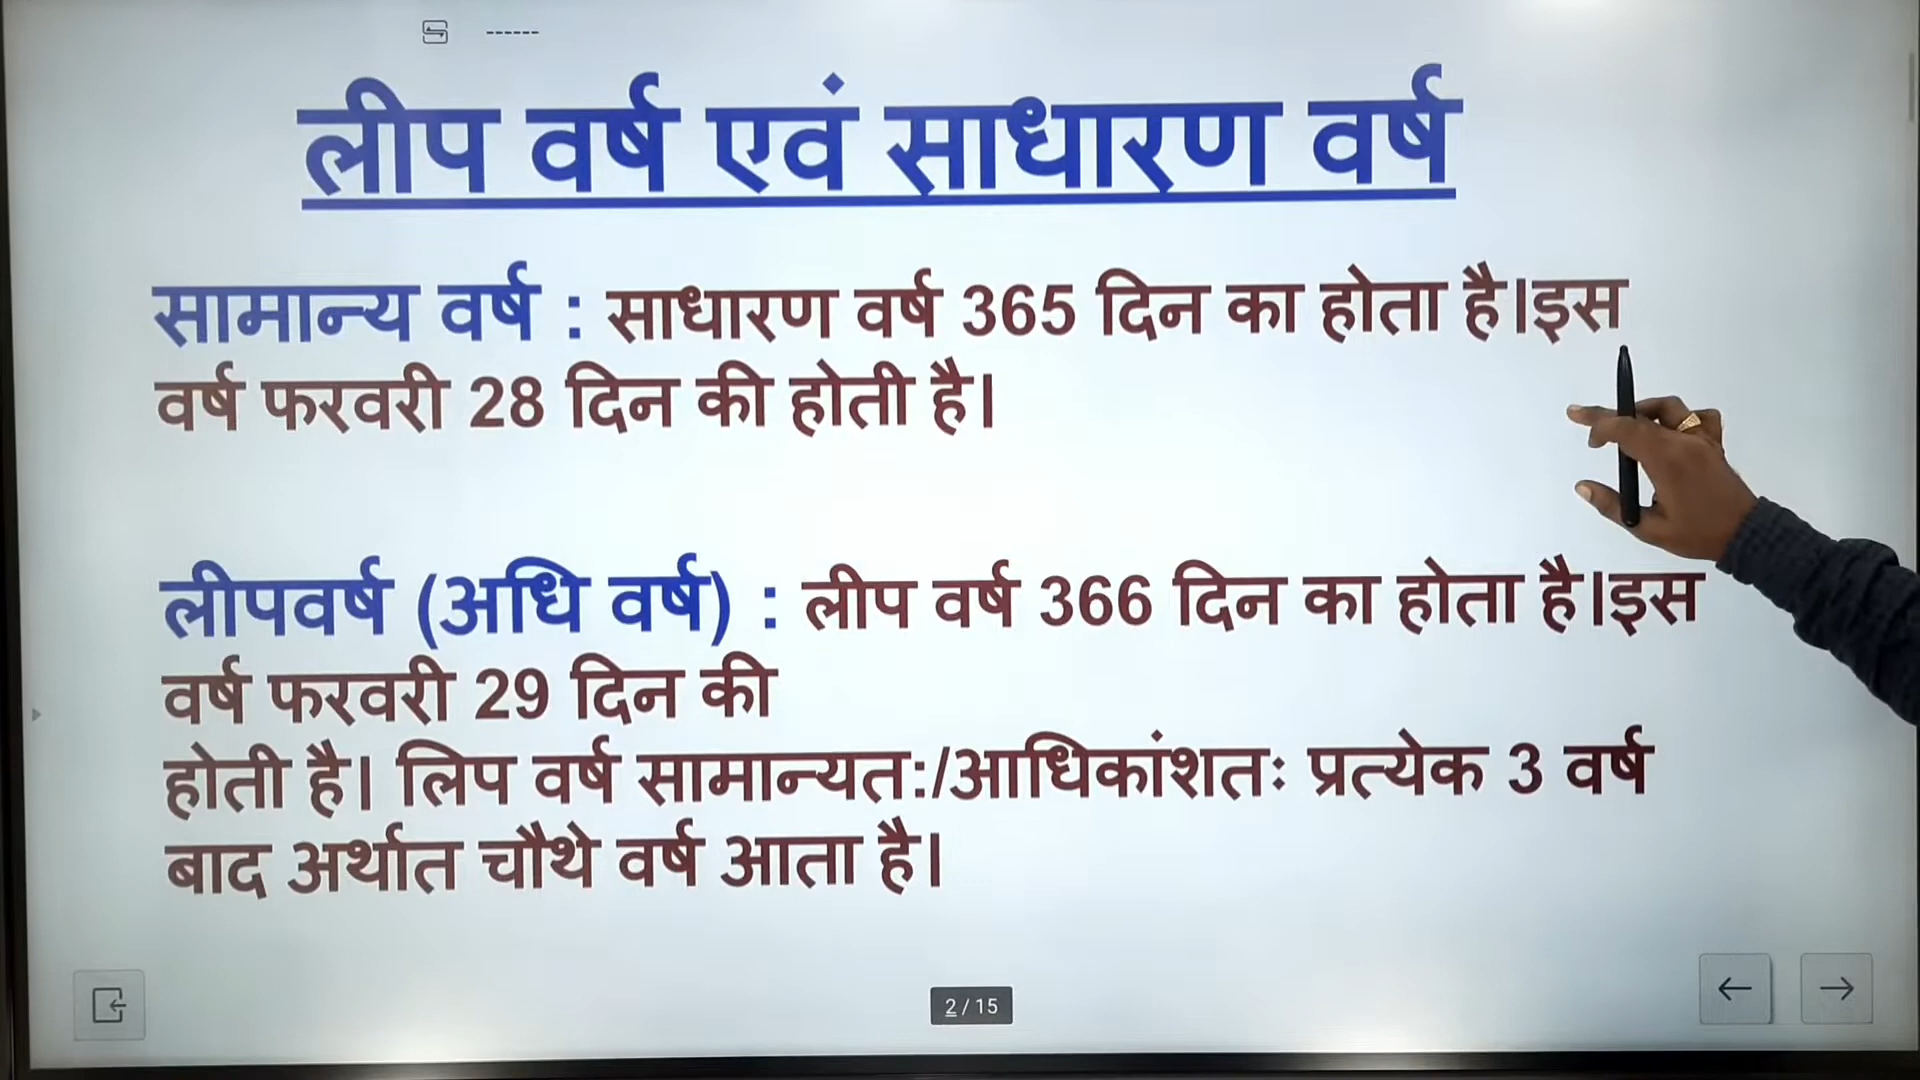 लीप वर्ष एवं साधारण वर्ष
सामान्य वर्ष : साधारण वर्ष 365 दिन का होता है।इस
वर्ष फरवरी 28 दिन की होती है।
लीपवर्ष (अधि वर्ष) : लीप वर्ष 366 दिन का होता है।इस
वर्ष फरवरी 29 दिन की
होती है। लिप वर्ष सामान्यत:/आधिकांशतः प्रत्येक 3 वर्ष
बाद अर्थात चौथे वर्ष आता है।
2 / 15